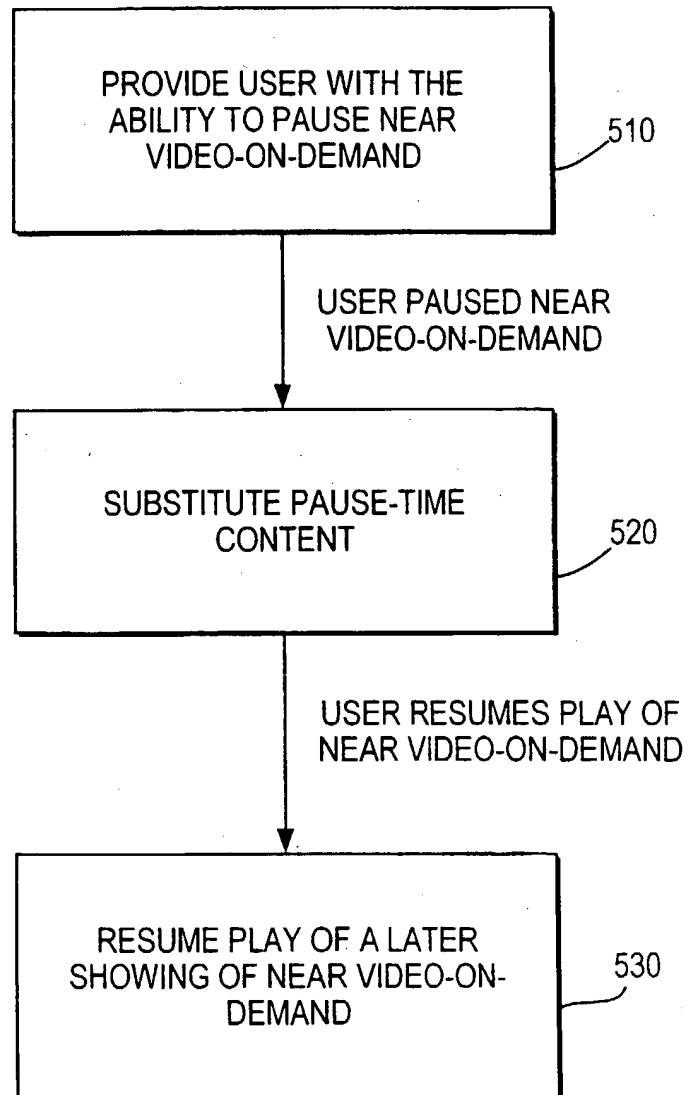 PROVIDE USER WITH THE
ABILITY TO PAUSE NEAR
VIDEO-ON-DEMAND
510
USER PAUSED NEAR
VIDEO-ON-DEMAND
SUBSTITUTE PAUSE-TIME
CONTENT
520
USER RESUMES PLAY OF
NEAR VIDEO-ON-DEMAND
RESUME PLAY OF A LATER
SHOWING OF NEAR VIDEO-ON-
DEMAND
530